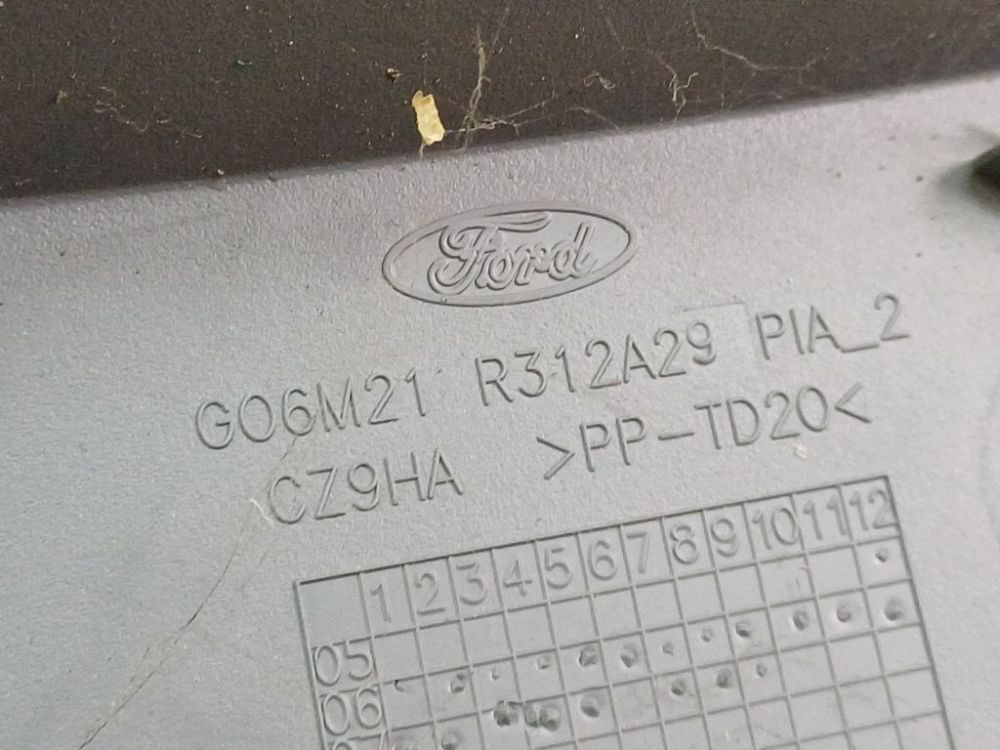 Ford
G06M21 R312A29 PIA_2
CZ9HA >PP-TD20<
1 2 3 4 5 6 7 8 9 10 11 12
05
06